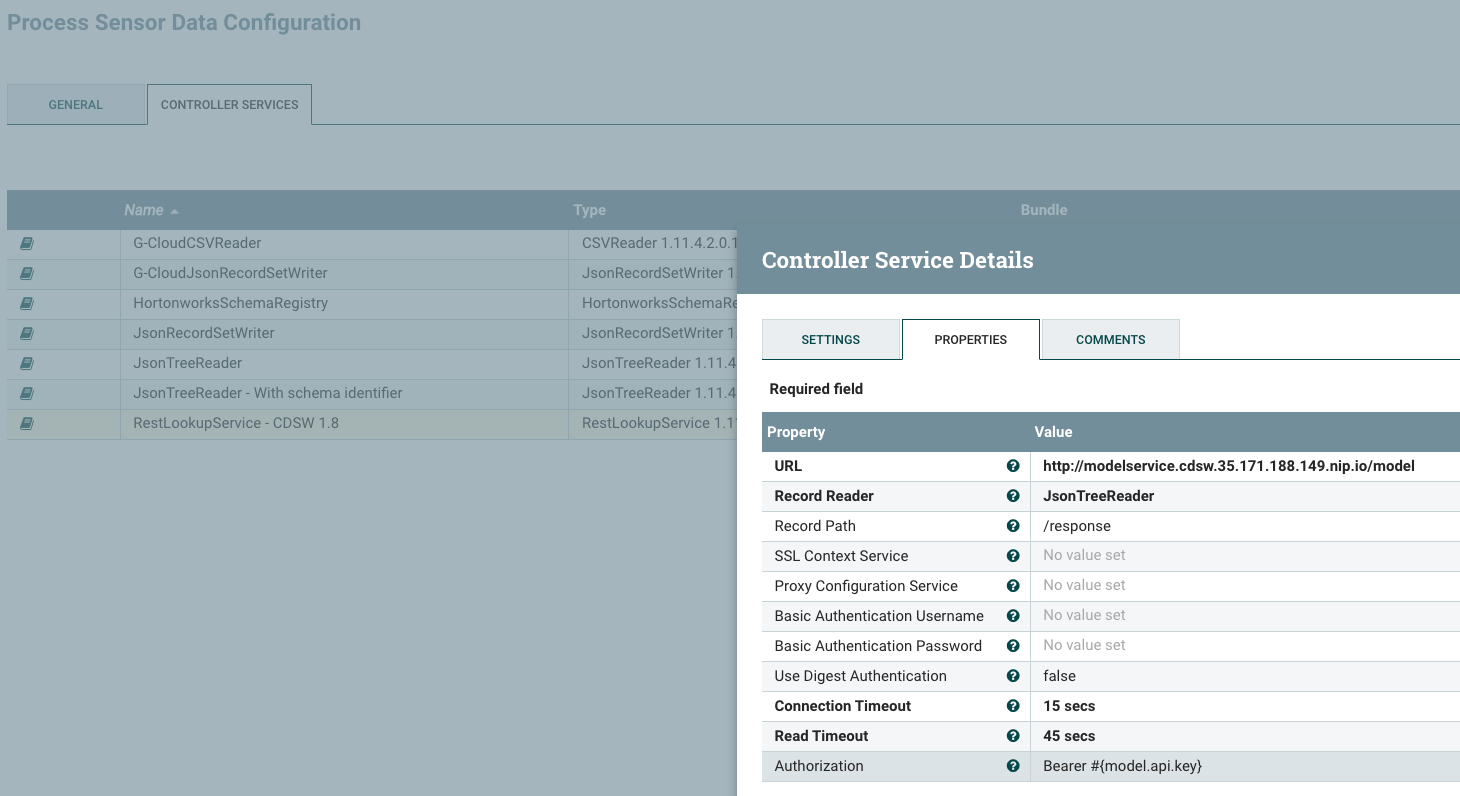 Process Sensor Data Configuration
GENERAL
CONTROLLER SERVICES
Name Type Bundle
G-CloudCSVReader CSVReader 1.11.4.2.0.1
G-CloudJsonRecordSetWriter JsonRecordSetWriter 1.
HortonworksSchemaRegistry HortonworksSchemaRe
JsonRecordSetWriter JsonRecordSetWriter 1.
JsonTreeReader JsonTreeReader 1.11.4
JsonTreeReader - With schema identifier JsonTreeReader 1.11.4
RestLookupService - CDSW 1.8 RestLookupService 1.1
Controller Service Details
SETTINGS
PROPERTIES
COMMENTS
Required field
Property Value
URL http://modelservice.cdsw.35.171.188.149.nip.io/model
Record Reader JsonTreeReader
Record Path /response
SSL Context Service No value set
Proxy Configuration Service No value set
Basic Authentication Username No value set
Basic Authentication Password No value set
Use Digest Authentication false
Connection Timeout 15 secs
Read Timeout 45 secs
Authorization Bearer #{model.api.key}